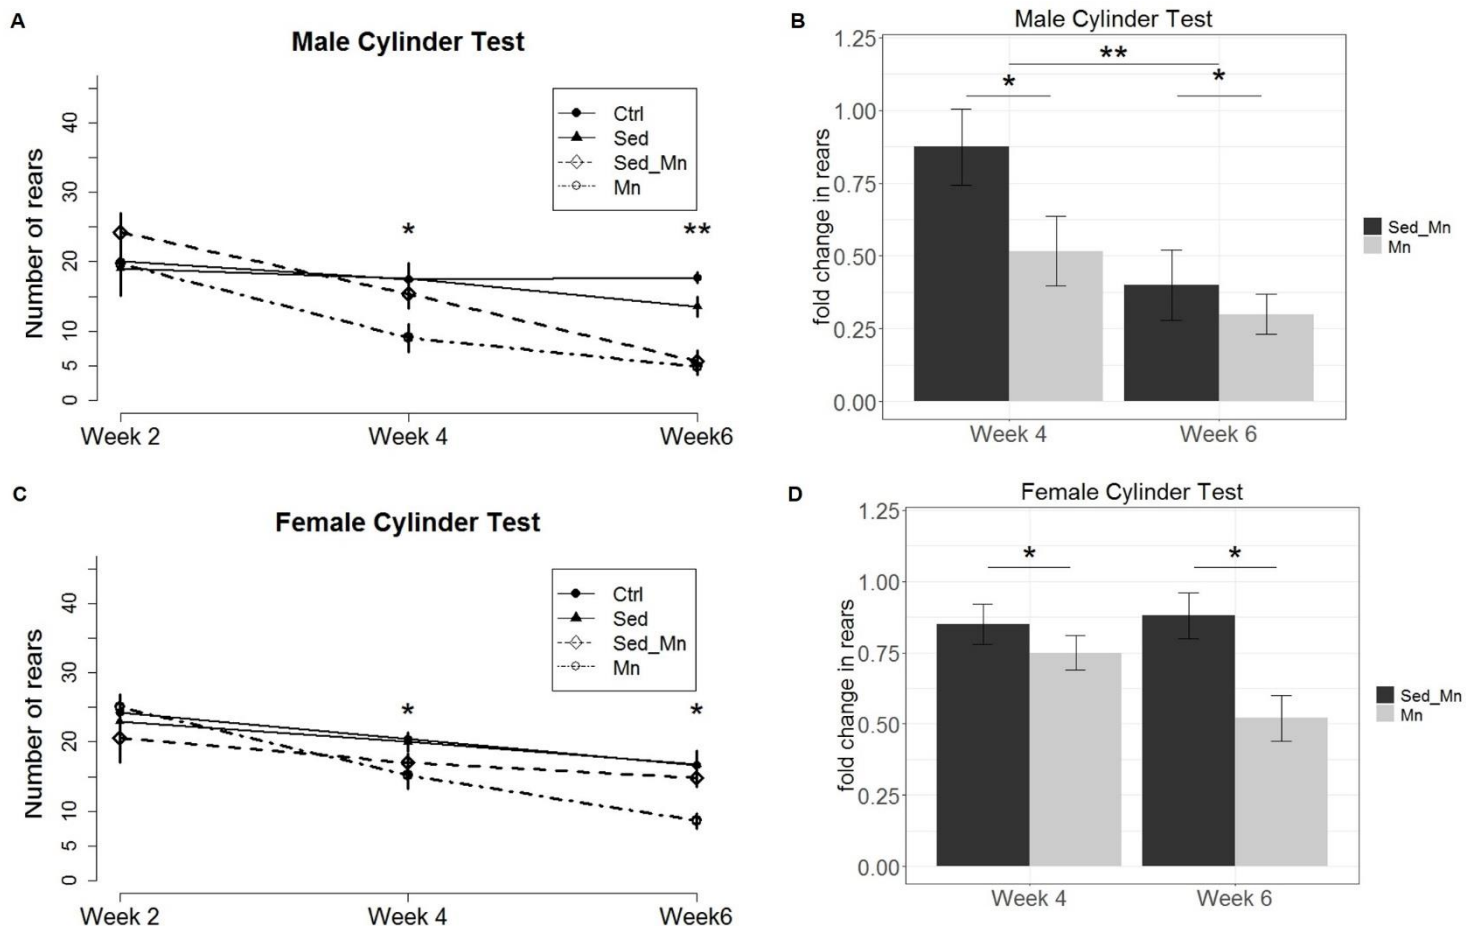 A
Male Cylinder Test
Number of rears
40
30
20
10
5
0
Ctrl
Sed
Sed_Mn
Mn
*
**
Week 2
Week 4
Week6
B
Male Cylinder Test
fold change in rears
1.25
1.00
0.75
0.50
0.25
0.00
**
*
*
Week 4
Week 6
Sed_Mn
Mn
C
Female Cylinder Test
Number of rears
40
30
20
10
5
0
Ctrl
Sed
Sed_Mn
Mn
*
*
Week 2
Week 4
Week6
D
Female Cylinder Test
fold change in rears
1.25
1.00
0.75
0.50
0.25
0.00
*
*
Week 4
Week 6
Sed_Mn
Mn